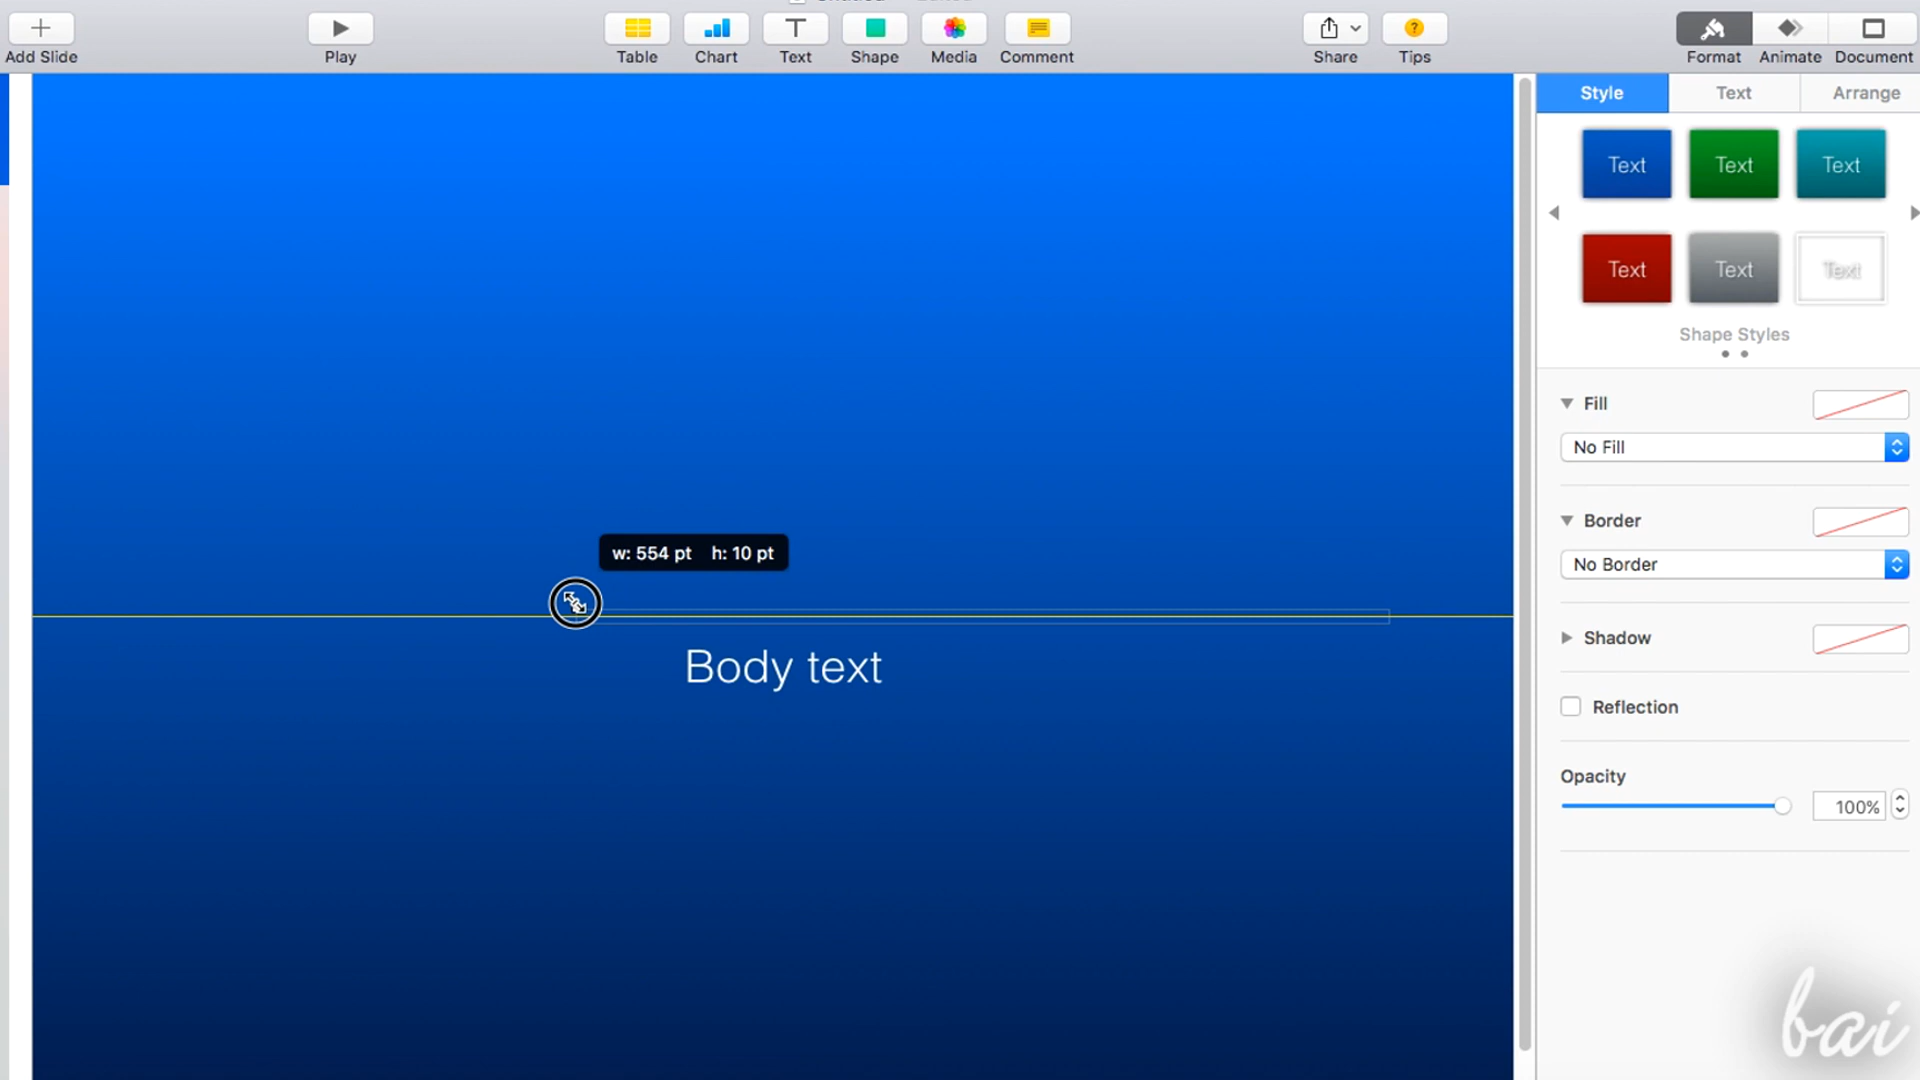 Add Slide
Play
Table
Chart
Text
Shape
Media
Comment
Share
Tips
Format
Animate
Document
Style
Text
Arrange
Text
Text
Text
Text
Text
Text
Shape Styles
Fill
No Fill
w: 554 pt h: 10 pt
Border
No Border
Body text
Shadow
Reflection
Opacity
100%
bai